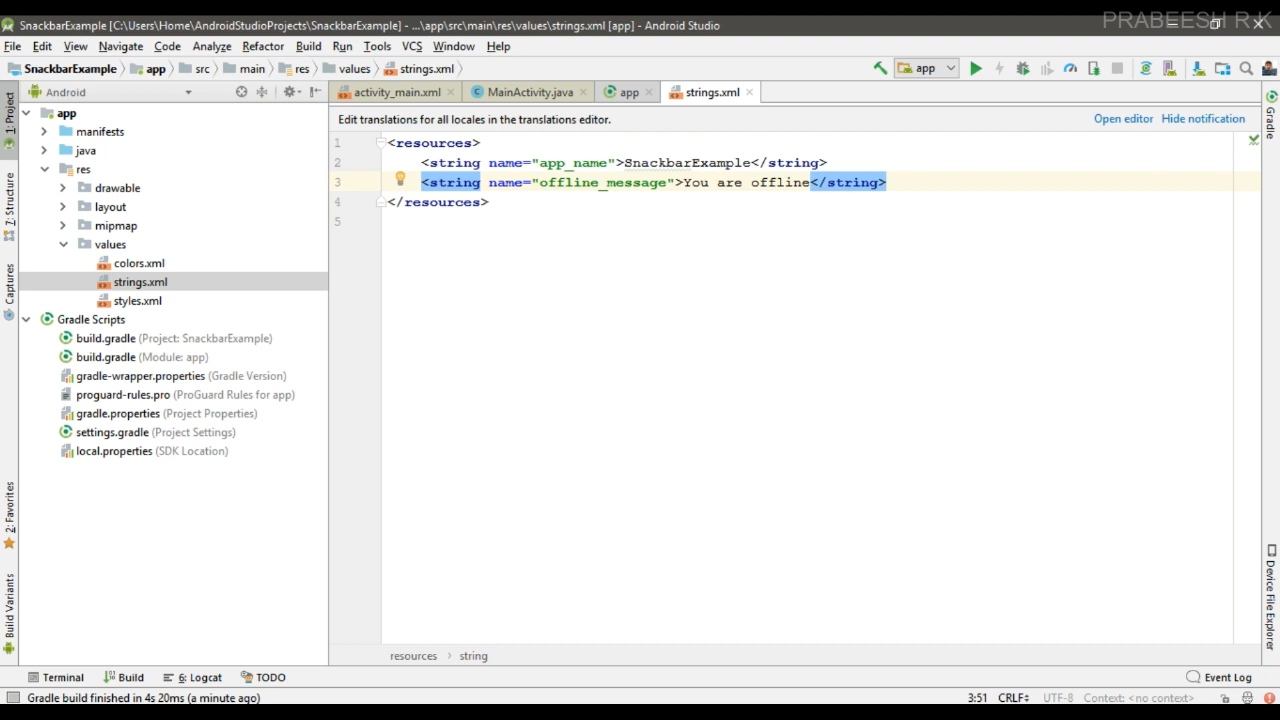 PRABEESH R K
SnackbarExample [C:\Users\Home\AndroidStudioProjects\SnackbarExample] - ...\app\src\main\res\values\strings.xml [app] - Android Studio
File Edit View Navigate Code Analyze Refactor Build Run Tools VCS Window Help
SnackbarExample app src main res values strings.xml app
1: Project
7: Structure
Captures
2: Favorites
Build Variants
Android
app
manifests
java
res
drawable
layout
mipmap
values
colors.xml
strings.xml
styles.xml
Gradle Scripts
build.gradle (Project: SnackbarExample)
build.gradle (Module: app)
gradle-wrapper.properties (Gradle Version)
proguard-rules.pro (ProGuard Rules for app)
gradle.properties (Project Properties)
settings.gradle (Project Settings)
local.properties (SDK Location)
activity_main.xml MainActivity.java app strings.xml
Edit translations for all locales in the translations editor. Open editor Hide notification
1 <resources>
2 <string name="app_name">SnackbarExample</string>
3 <string name="offline_message">You are offline</string>
4 </resources>
5
resources string
Gradle
Device File Explorer
Terminal Build 6: Logcat TODO Event Log
Gradle build finished in 4s 20ms (a minute ago) 3:51 CRLF UTF-8 Context: <no context>